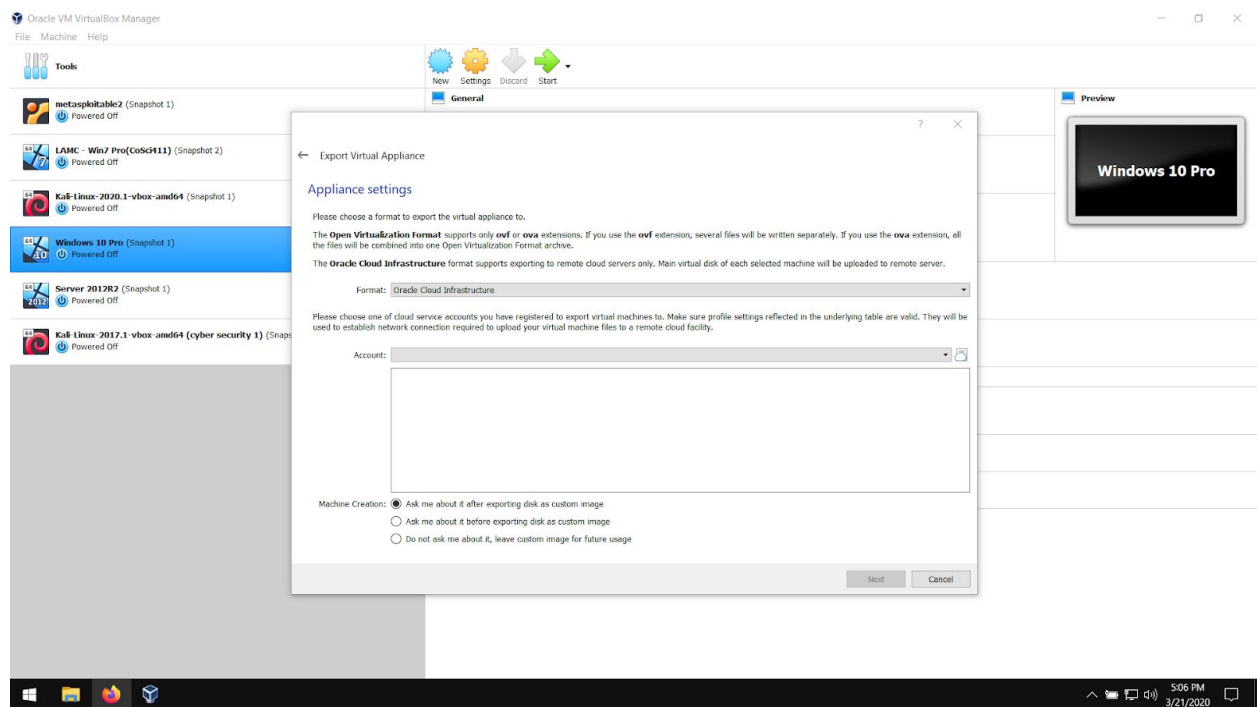 Oracle VM VirtualBox Manager
File Machine Help
Tools
New Settings Discard Start
metasploitable2 (Snapshot 1)
Powered Off
LAMC - Win7 Pro(CoSci411) (Snapshot 2)
Powered Off
Kali-Linux-2020.1-vbox-amd64 (Snapshot 1)
Powered Off
Windows 10 Pro (Snapshot 1)
Powered Off
Server 2012R2 (Snapshot 1)
Powered Off
Kali-Linux-2017.1-vbox-amd64 (cyber security 1) (Snaps
Powered Off
General
Preview
Windows 10 Pro
Export Virtual Appliance
Appliance settings
Please choose a format to export the virtual appliance to.
The Open Virtualization Format supports only ovf or ova extensions. If you use the ovf extension, several files will be written separately. If you use the ova extension, all
the files will be combined into one Open Virtualization Format archive.
The Oracle Cloud Infrastructure format supports exporting to remote cloud servers only. Main virtual disk of each selected machine will be uploaded to remote server.
Format: Oracle Cloud Infrastructure
Please choose one of cloud service accounts you have registered to export virtual machines to. Make sure profile settings reflected in the underlying table are valid. They will be
used to establish network connection required to upload your virtual machine files to a remote cloud facility.
Account:
Machine Creation: Ask me about it after exporting disk as custom image
Ask me about it before exporting disk as custom image
Do not ask me about it, leave custom image for future usage
Next Cancel
5:06 PM
3/21/2020